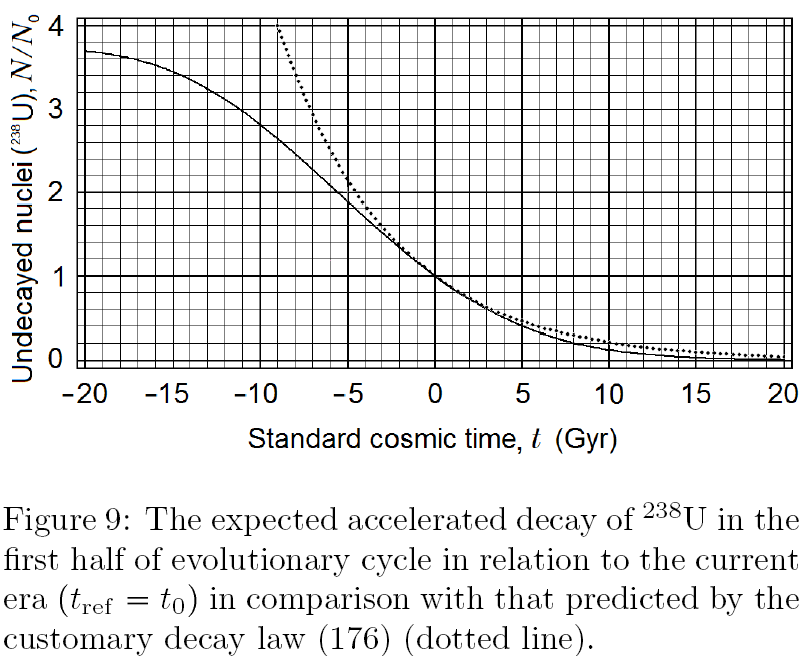 Undecayed nuclei (²³⁸U), N/N₀
4
3
2
1
0
−20 −15 −10 −5 0 5 10 15 20
Standard cosmic time, t (Gyr)
Figure 9: The expected accelerated decay of ²³⁸U in the
first half of evolutionary cycle in relation to the current
era (t_ref = t₀) in comparison with that predicted by the
customary decay law (176) (dotted line).